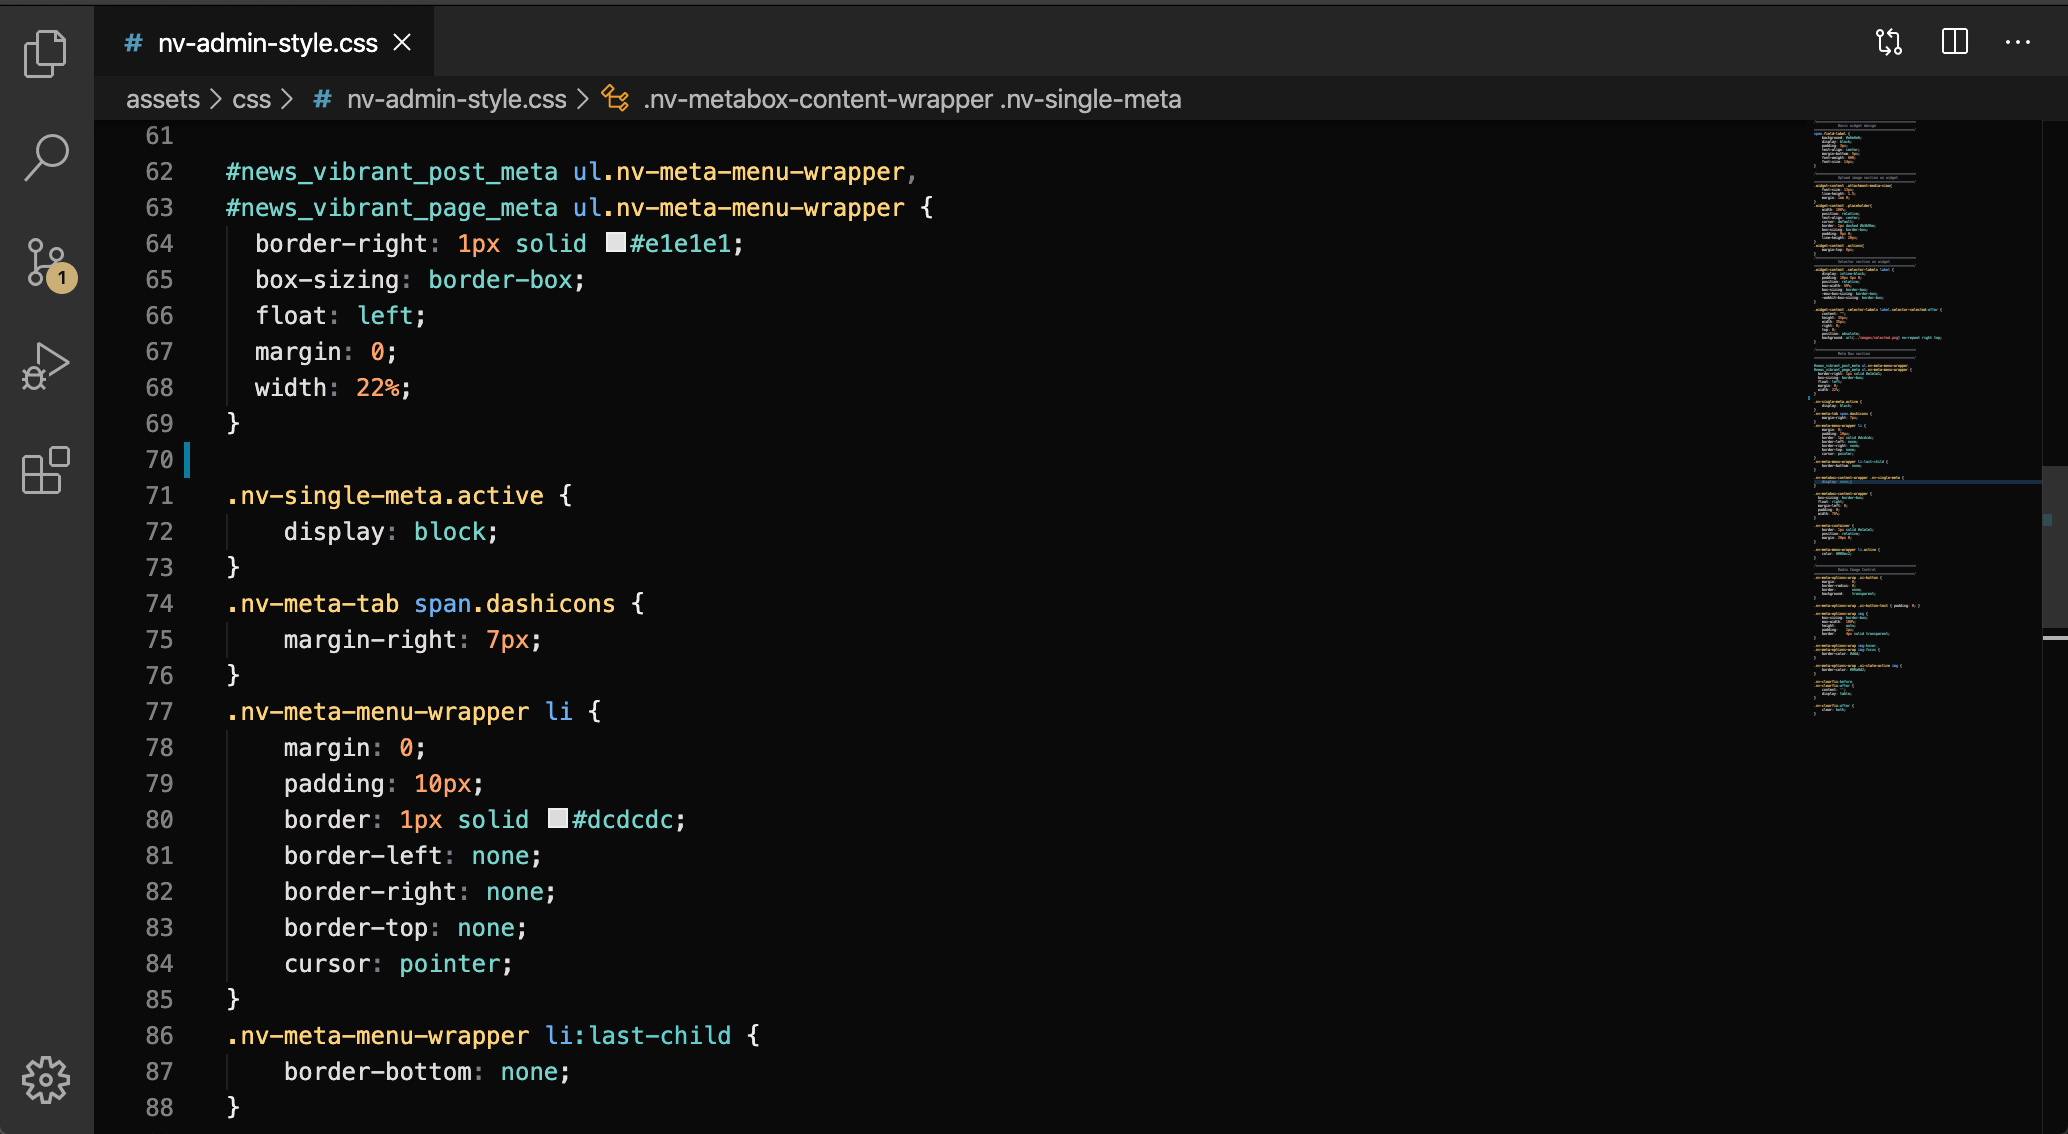 # nv-admin-style.css
assets > css > # nv-admin-style.css > .nv-metabox-content-wrapper .nv-single-meta
61
62 #news_vibrant_post_meta ul.nv-meta-menu-wrapper,
63 #news_vibrant_page_meta ul.nv-meta-menu-wrapper {
64 border-right: 1px solid #e1e1e1;
65 box-sizing: border-box;
66 float: left;
67 margin: 0;
68 width: 22%;
69 }
70
71 .nv-single-meta.active {
72 display: block;
73 }
74 .nv-meta-tab span.dashicons {
75 margin-right: 7px;
76 }
77 .nv-meta-menu-wrapper li {
78 margin: 0;
79 padding: 10px;
80 border: 1px solid #dcdcdc;
81 border-left: none;
82 border-right: none;
83 border-top: none;
84 cursor: pointer;
85 }
86 .nv-meta-menu-wrapper li:last-child {
87 border-bottom: none;
88 }
1